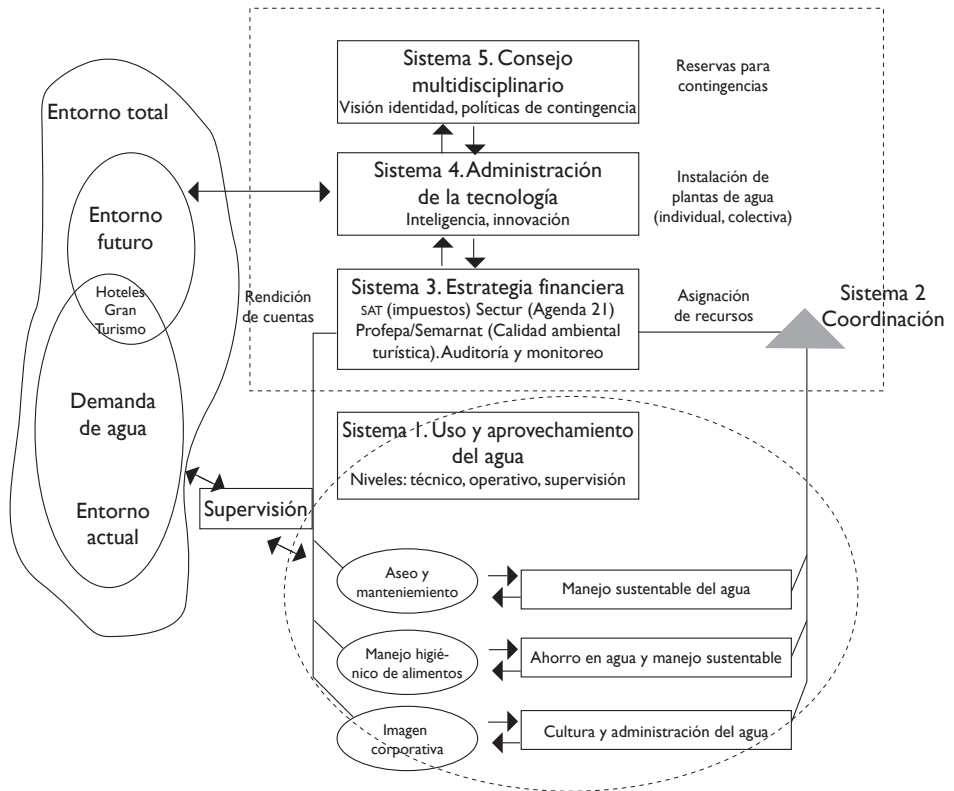 Entorno total
Entorno
futuro
Hoteles
Gran
Turismo
Demanda
de agua
Entorno
actual
Sistema 5. Consejo
multidisciplinario
Visión identidad, políticas de contingencia
Reservas para
contingencias
Sistema 4. Administración
de la tecnología
Inteligencia, innovación
Instalación de
plantas de agua
(individual, colectiva)
Rendición
de cuentas
Sistema 3. Estrategia financiera
SAT (impuestos) Sectur (Agenda 21)
Profepa/Semarnat (Calidad ambiental
turística). Auditoría y monitoreo
Asignación
de recursos
Sistema 2
Coordinación
Sistema 1. Uso y aprovechamiento
del agua
Niveles: técnico, operativo, supervisión
Supervisión
Aseo y
manteniemiento
Manejo sustentable del agua
Manejo higié-
nico de alimentos
Ahorro en agua y manejo sustentable
Imagen
corporativa
Cultura y administración del agua